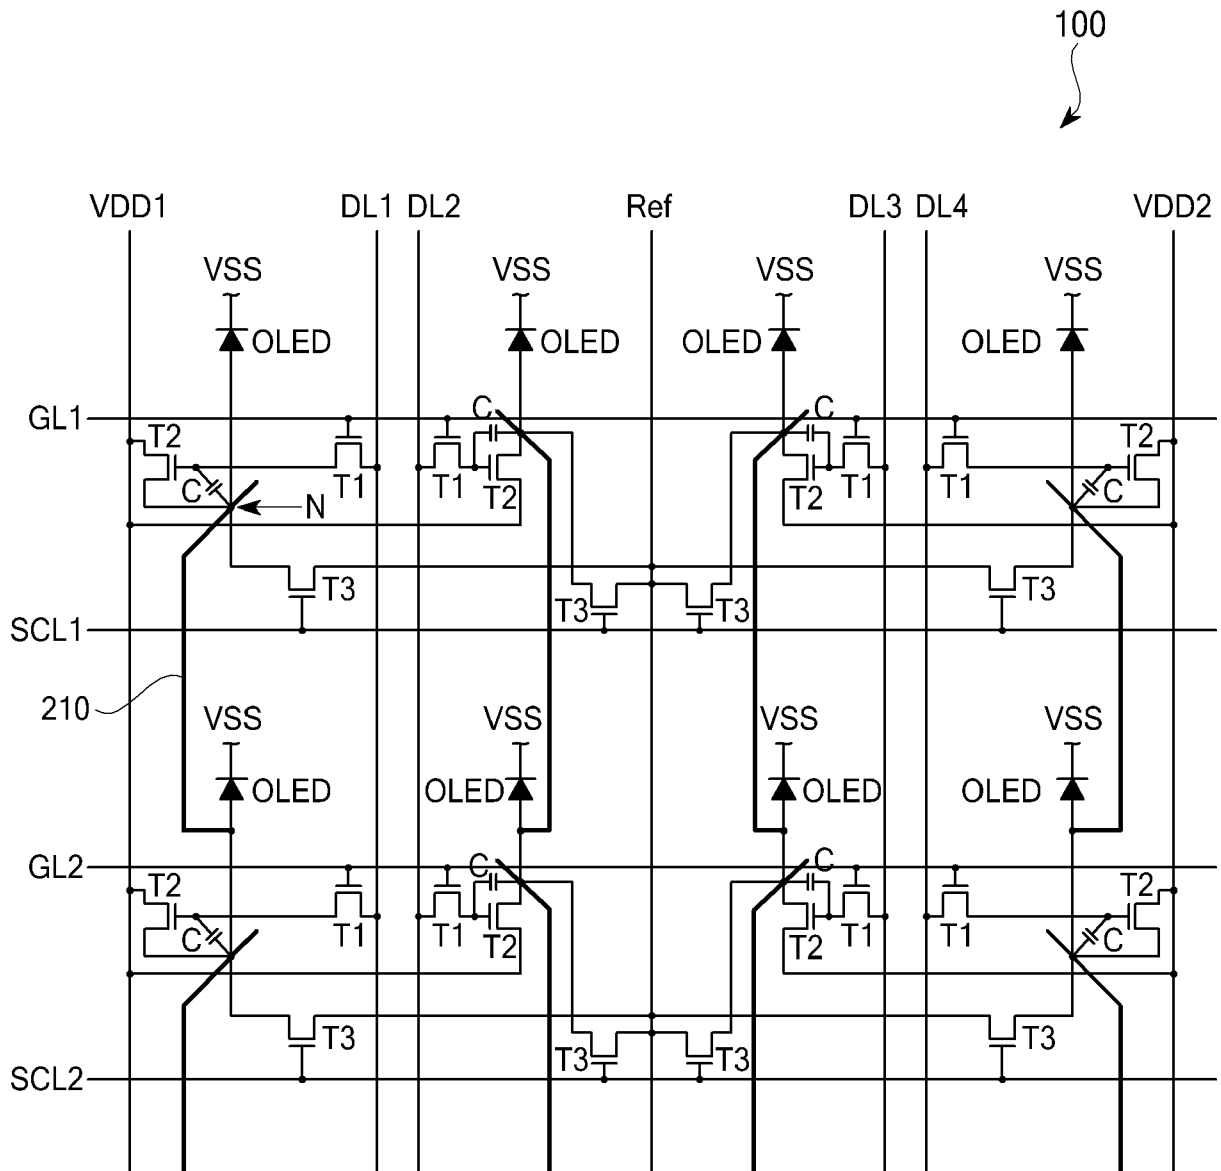 100
VDD1 DL1 DL2 Ref DL3 DL4 VDD2
VSS VSS VSS VSS
OLED OLED OLED OLED
GL1 C C
T2 T2
C T1 T1 T2 T2 T1 T1 C
N
T3 T3 T3 T3
SCL1
210
VSS VSS VSS VSS
OLED OLED OLED OLED
GL2 C C
T2 T2
C T1 T1 T2 T2 T1 T1 C
T3 T3 T3 T3
SCL2